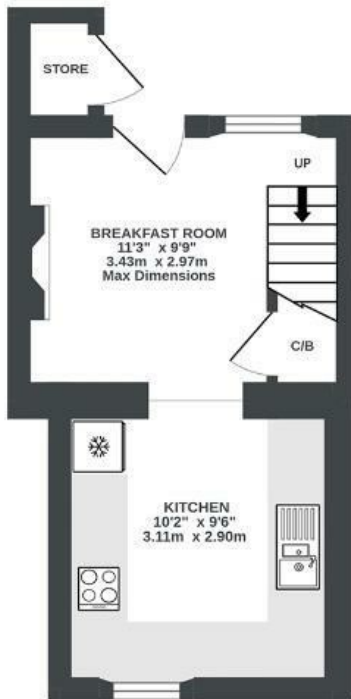 STORE
UP
BREAKFAST ROOM
11'3" x 9'9"
3.43m x 2.97m
Max Dimensions
C/B
KITCHEN
10'2" x 9'6"
3.11m x 2.90m